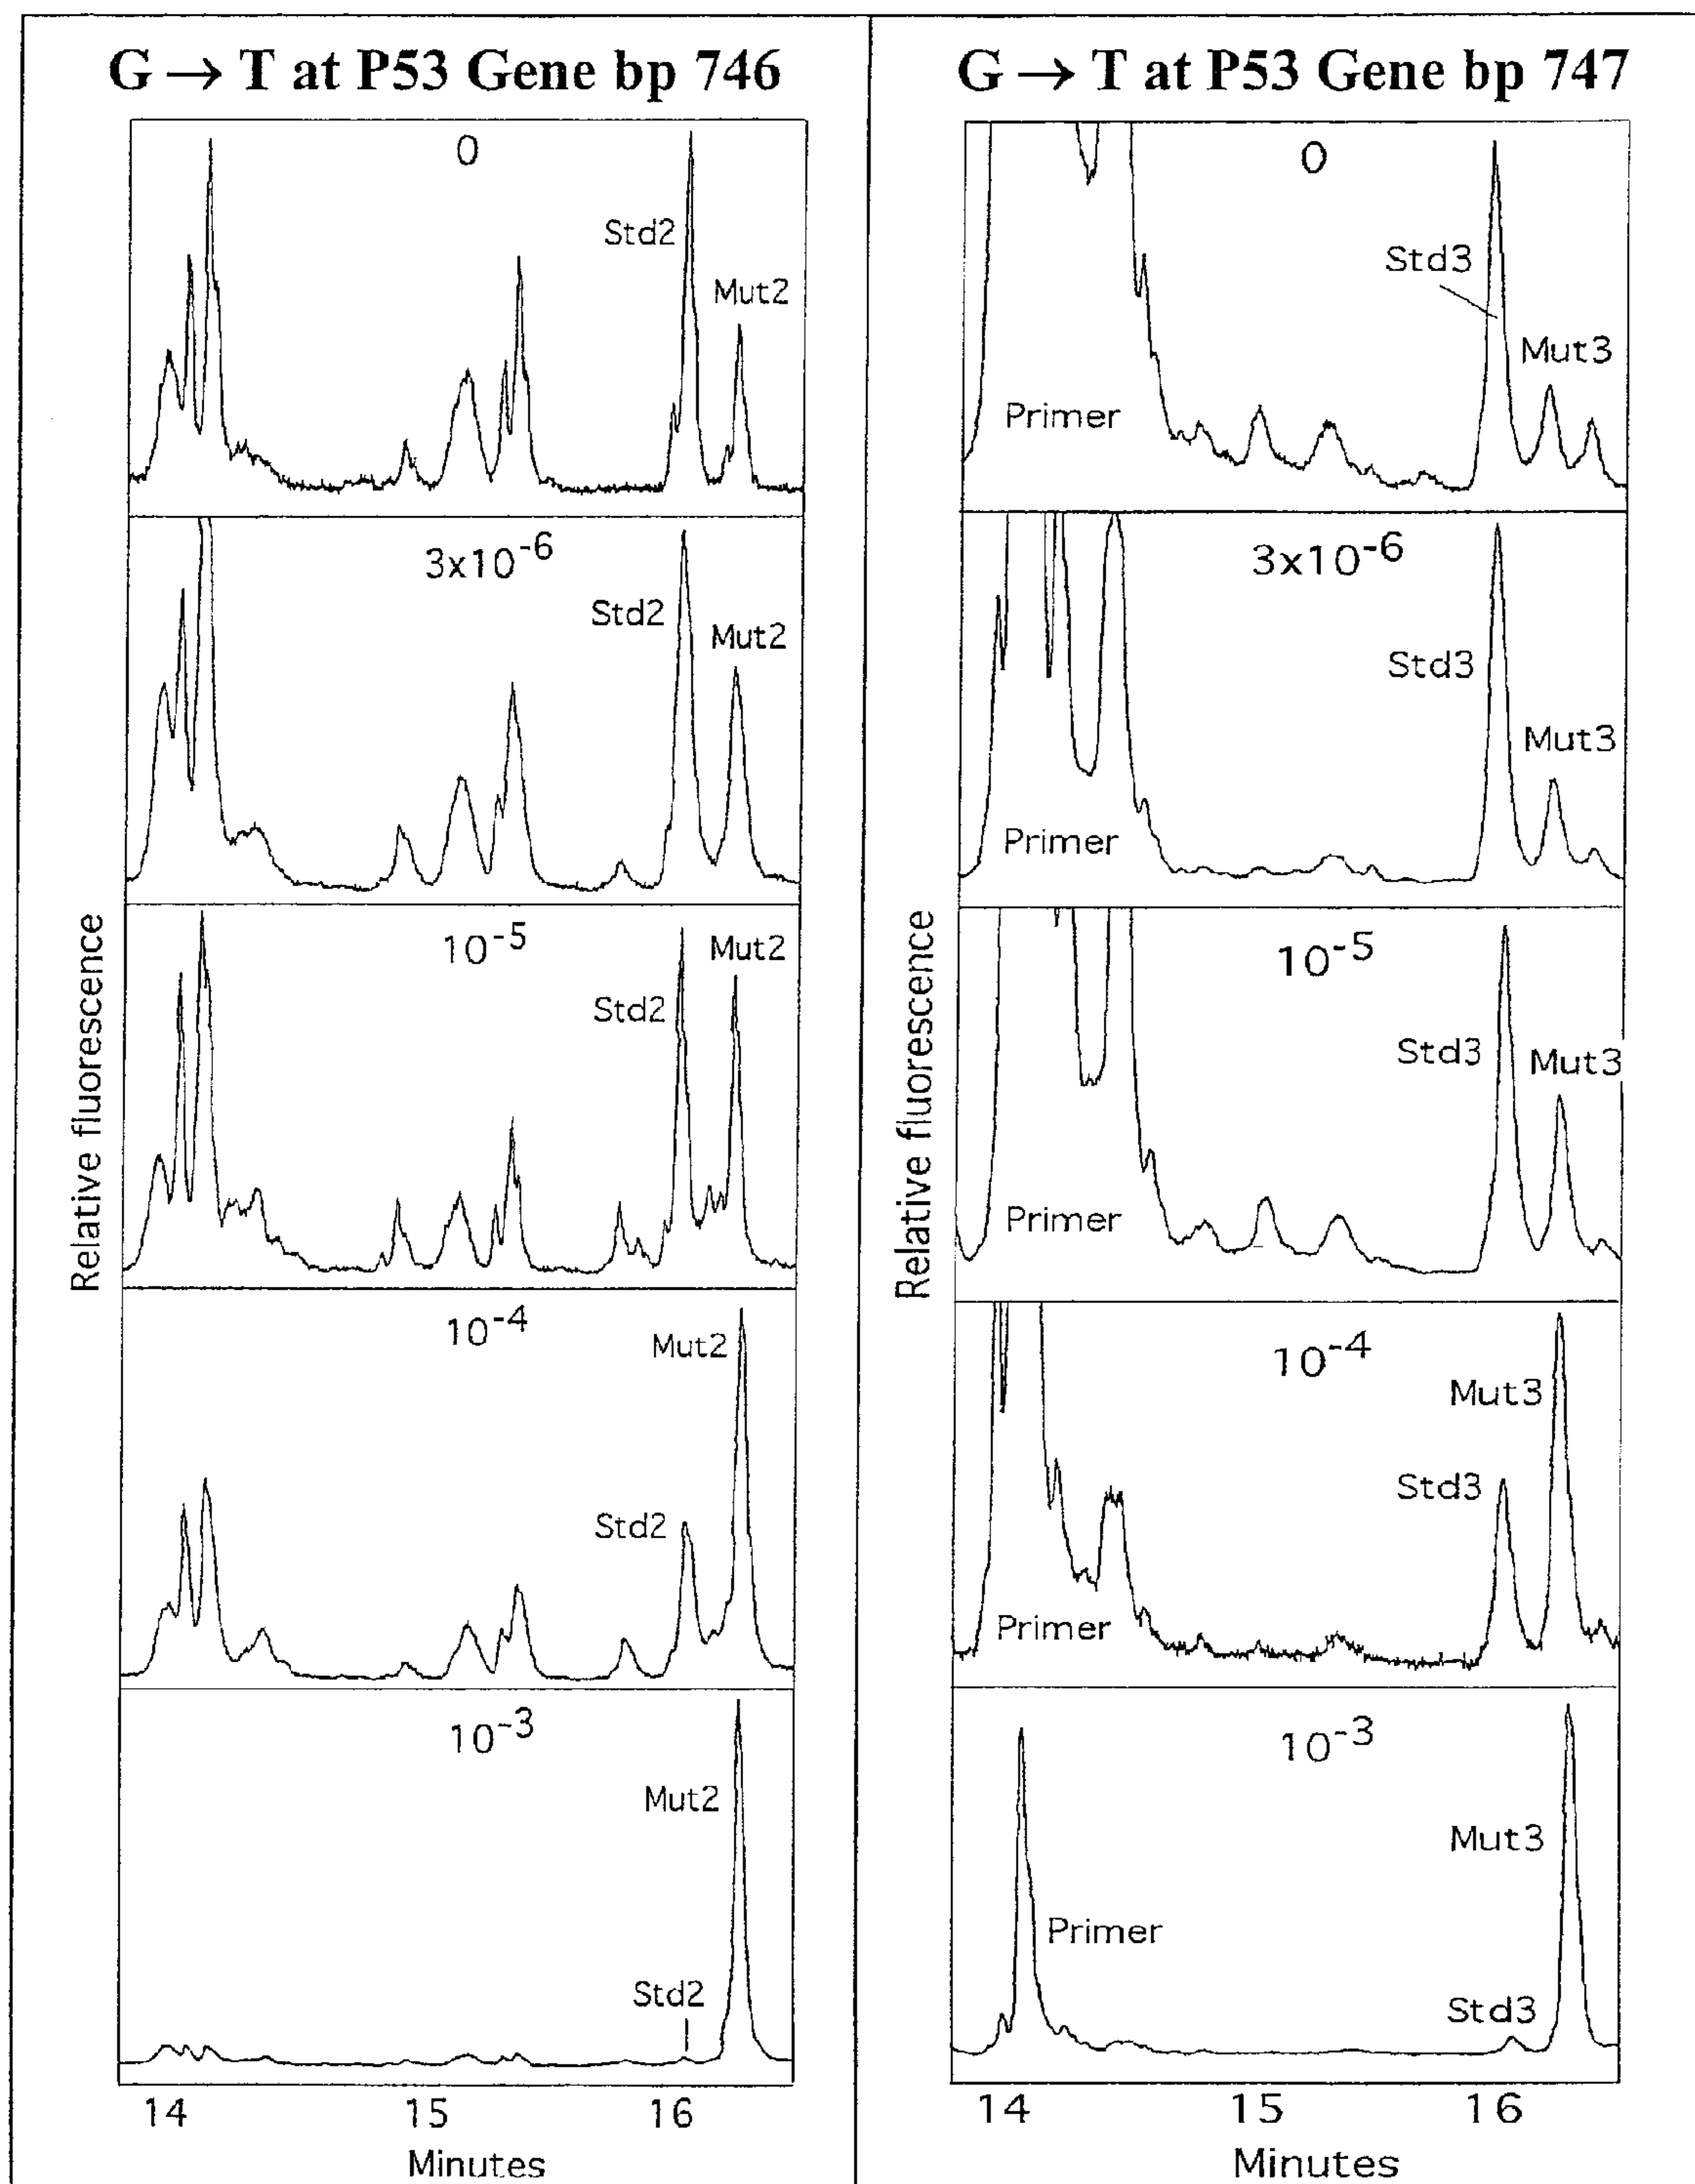 G → T at P53 Gene bp 746
0
Std2
Mut2
3x10⁻⁶
Std2
Mut2
10⁻⁵
Std2
Mut2
10⁻⁴
Mut2
Std2
10⁻³
Mut2
Std2
Relative fluorescence
14 15 16
Minutes
G → T at P53 Gene bp 747
0
Std3
Mut3
Primer
3x10⁻⁶
Std3
Mut3
Primer
10⁻⁵
Std3
Mut3
Primer
10⁻⁴
Mut3
Std3
Primer
10⁻³
Mut3
Primer
Std3
Relative fluorescence
14 15 16
Minutes